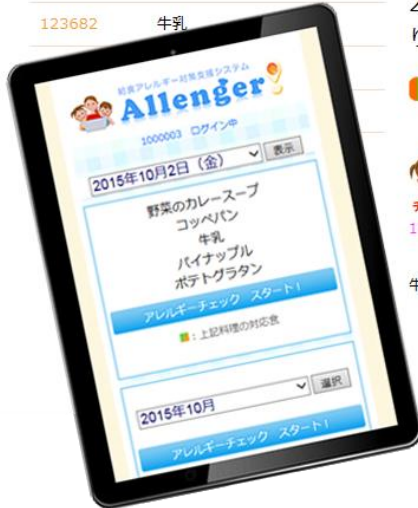 123682 牛乳
給食アレルギー対策支援システム
Allenger
1000003 ログイン中
2015年10月2日（金） 表示
野菜のカレースープ
コッペパン
牛乳
パイナップル
ポテトグラタン
アレルギーチェック スタート！
：上記料理の対応食
2015年10月 選択
アレルギーチェック スタート！